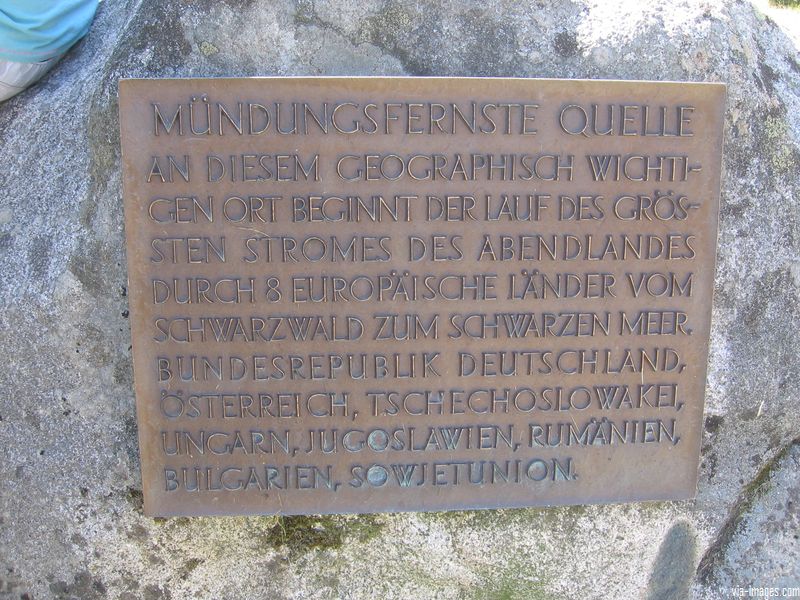 MÜNDUNGSFERNSTE QUELLE
AN DIESEM GEOGRAPHISCH WICHTI-
GEN ORT BEGINNT DER LAUF DES GRÖS-
STEN STROMES DES ABENDLANDES
DURCH 8 EUROPÄISCHE LÄNDER VOM
SCHWARZWALD ZUM SCHWARZEN MEER.
BUNDESREPUBLIK DEUTSCHLAND,
ÖSTERREICH, TSCHECHOSLOWAKEI,
UNGARN, JUGOSLAWIEN, RUMÄNIEN,
BULGARIEN, SOWJETUNION.
via-images.com